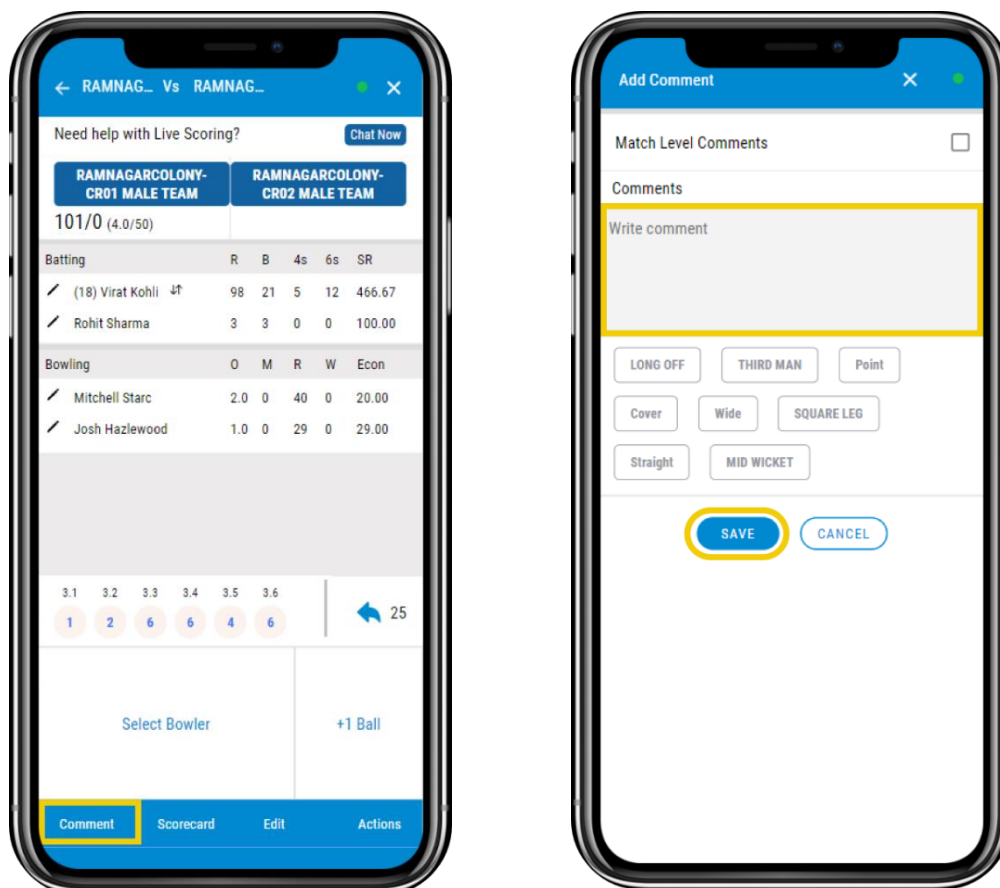 RAMNAG… Vs RAMNAG…
Need help with Live Scoring? Chat Now
RAMNAGARCOLONY-CR01 MALE TEAM
RAMNAGARCOLONY-CR02 MALE TEAM
101/0 (4.0/50)
Batting R B 4s 6s SR
(18) Virat Kohli 98 21 5 12 466.67
Rohit Sharma 3 3 0 0 100.00
Bowling O M R W Econ
Mitchell Starc 2.0 0 40 0 20.00
Josh Hazlewood 1.0 0 29 0 29.00
3.1 3.2 3.3 3.4 3.5 3.6
1 2 6 6 4 6 25
Select Bowler +1 Ball
Comment Scorecard Edit Actions
Add Comment
Match Level Comments
Comments
Write comment
LONG OFF THIRD MAN Point
Cover Wide SQUARE LEG
Straight MID WICKET
SAVE CANCEL